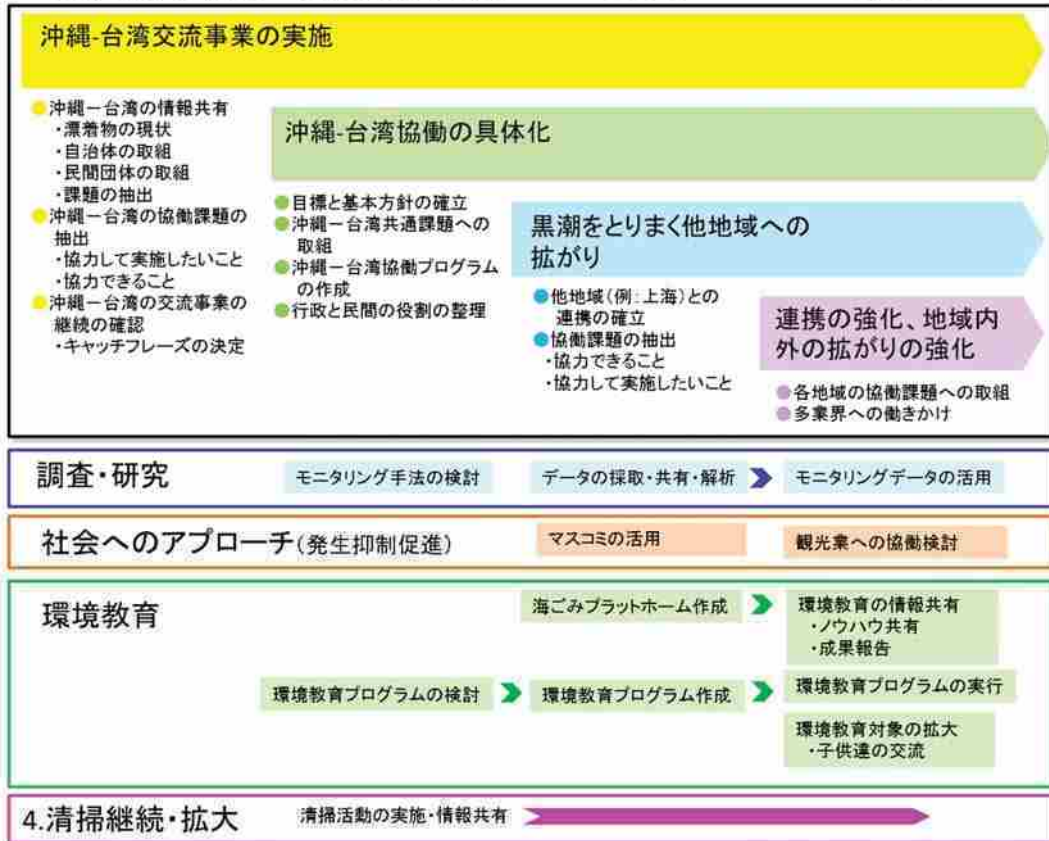 沖縄-台湾交流事業の実施
●沖縄ー台湾の情報共有
・漂着物の現状
・自治体の取組
・民間団体の取組
・課題の抽出
●沖縄ー台湾の協働課題の
抽出
・協力して実施したいこと
・協力できること
●沖縄ー台湾の交流事業の
継続の確認
・キャッチフレーズの決定
沖縄-台湾協働の具体化
●目標と基本方針の確立
●沖縄ー台湾共通課題への
取組
●沖縄ー台湾協働プログラム
の作成
●行政と民間の役割の整理
黒潮をとりまく他地域への
拡がり
●他地域(例:上海)との
連携の確立
●協働課題の抽出
・協力できること
・協力して実施したいこと
連携の強化、地域内
外の拡がりの強化
●各地域の協働課題への取組
●多業界への働きかけ
調査・研究
モニタリング手法の検討
データの採取・共有・解析
モニタリングデータの活用
社会へのアプローチ(発生抑制促進)
マスコミの活用
観光業への協働検討
環境教育
海ごみプラットホーム作成
環境教育の情報共有
・ノウハウ共有
・成果報告
環境教育プログラムの検討
環境教育プログラム作成
環境教育プログラムの実行
環境教育対象の拡大
・子供達の交流
4.清掃継続・拡大
清掃活動の実施・情報共有